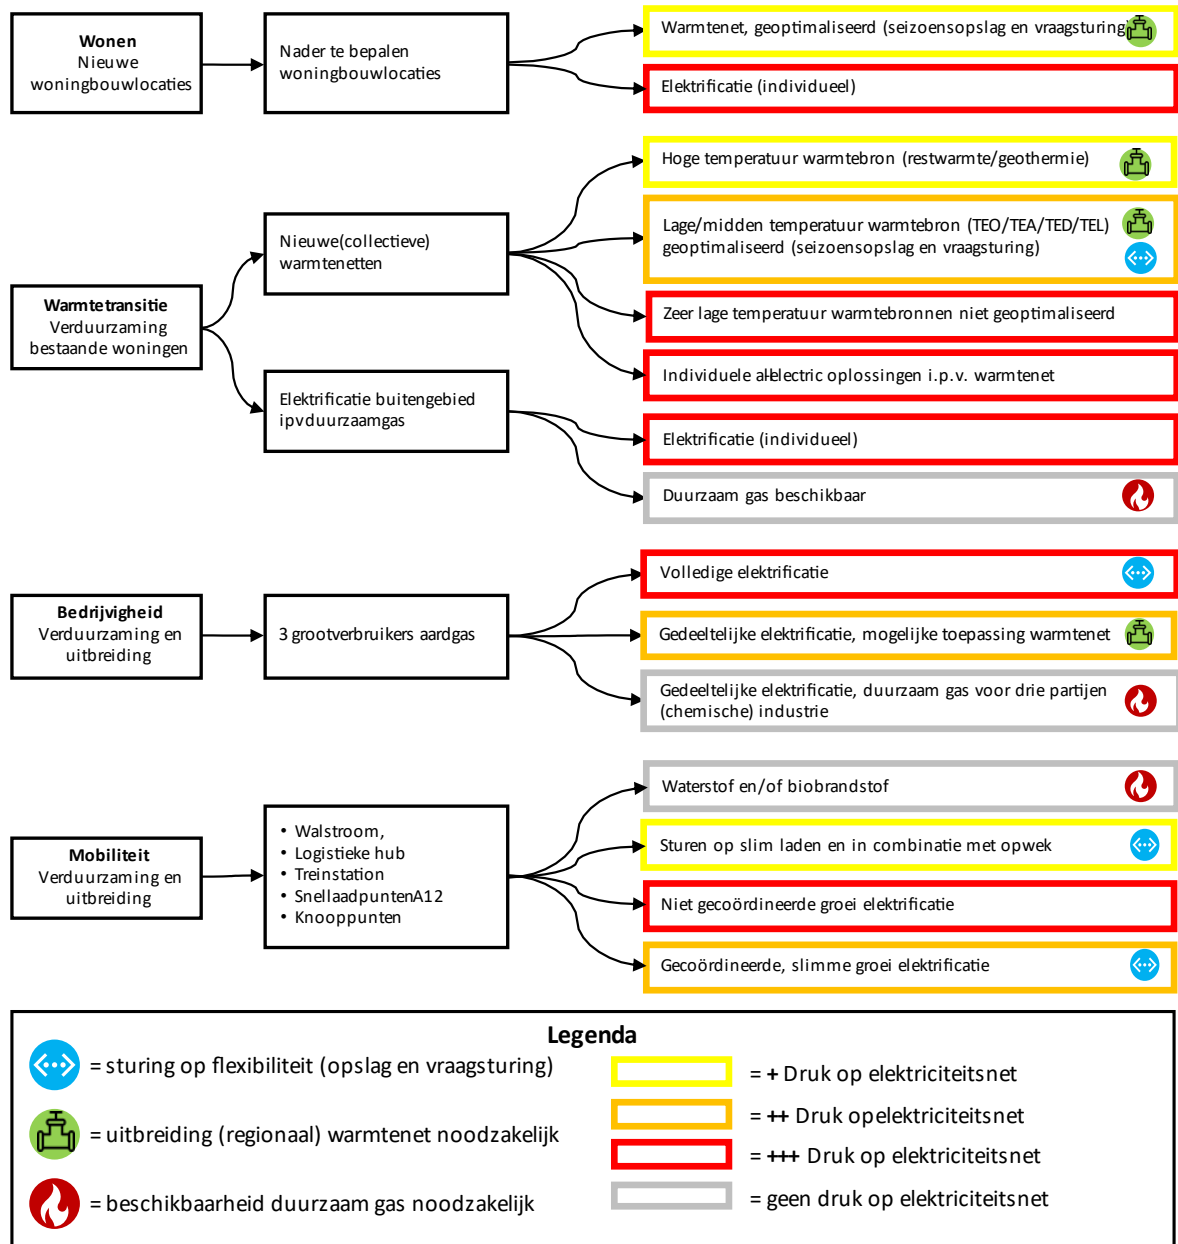 Wonen
Nieuwe
woningbouwlocaties
Nader te bepalen
woningbouwlocaties
Warmtenet, geoptimaliseerd (seizoensopslag en vraagsturing)
Elektrificatie (individueel)
Warmtetransitie
Verduurzaming
bestaande woningen
Nieuwe(collectieve)
warmtenetten
Hoge temperatuur warmtebron (restwarmte/geothermie)
Lage/midden temperatuur warmtebron (TEO/TEA/TED/TEL)
geoptimaliseerd (seizoensopslag en vraagsturing)
Zeer lage temperatuur warmtebronnen niet geoptimaliseerd
Individuele all-electric oplossingen i.p.v. warmtenet
Elektrificatie buitengebied
ipvduurzaamgas
Elektrificatie (individueel)
Duurzaam gas beschikbaar
Bedrijvigheid
Verduurzaming en
uitbreiding
3 grootverbruikers aardgas
Volledige elektrificatie
Gedeeltelijke elektrificatie, mogelijke toepassing warmtenet
Gedeeltelijke elektrificatie, duurzaam gas voor drie partijen
(chemische) industrie
Mobiliteit
Verduurzaming en
uitbreiding
• Walstroom,
• Logistieke hub
• Treinstation
• SnellaadpuntenA12
• Knooppunten
Waterstof en/of biobrandstof
Sturen op slim laden en in combinatie met opwek
Niet gecoördineerde groei elektrificatie
Gecoördineerde, slimme groei elektrificatie
Legenda
= sturing op flexibiliteit (opslag en vraagsturing)
= uitbreiding (regionaal) warmtenet noodzakelijk
= beschikbaarheid duurzaam gas noodzakelijk
= + Druk op elektriciteitsnet
= ++ Druk opelektriciteitsnet
= +++ Druk op elektriciteitsnet
= geen druk op elektriciteitsnet